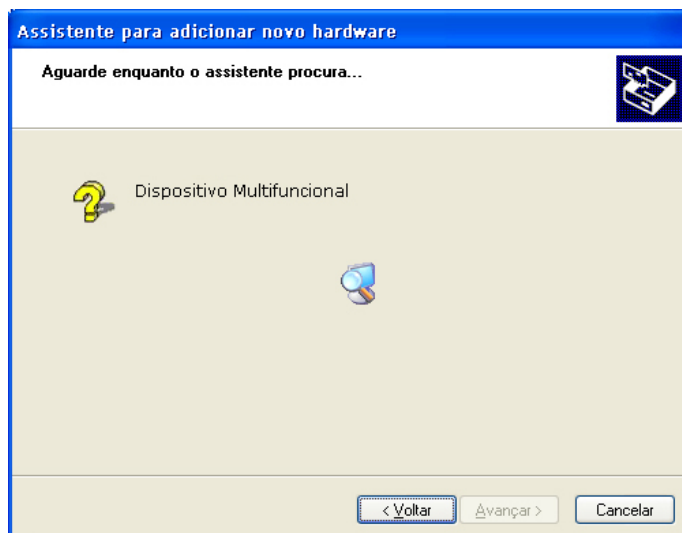 Assistente para adicionar novo hardware
Aguarde enquanto o assistente procura...
Dispositivo Multifuncional
< Voltar
Avançar >
Cancelar